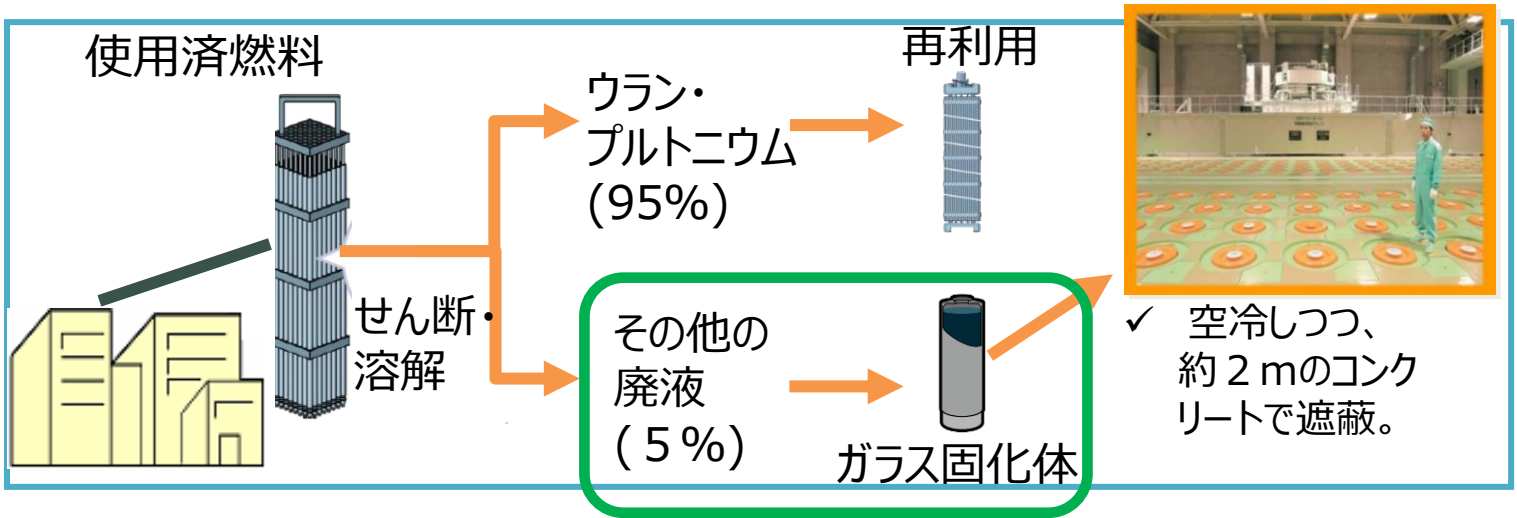 使用済燃料
せん断・
溶解
ウラン・
プルトニウム
(95%)
再利用
その他の
廃液
(５%)
ガラス固化体
✓ 空冷しつつ、
約２ｍのコンク
リートで遮蔽。